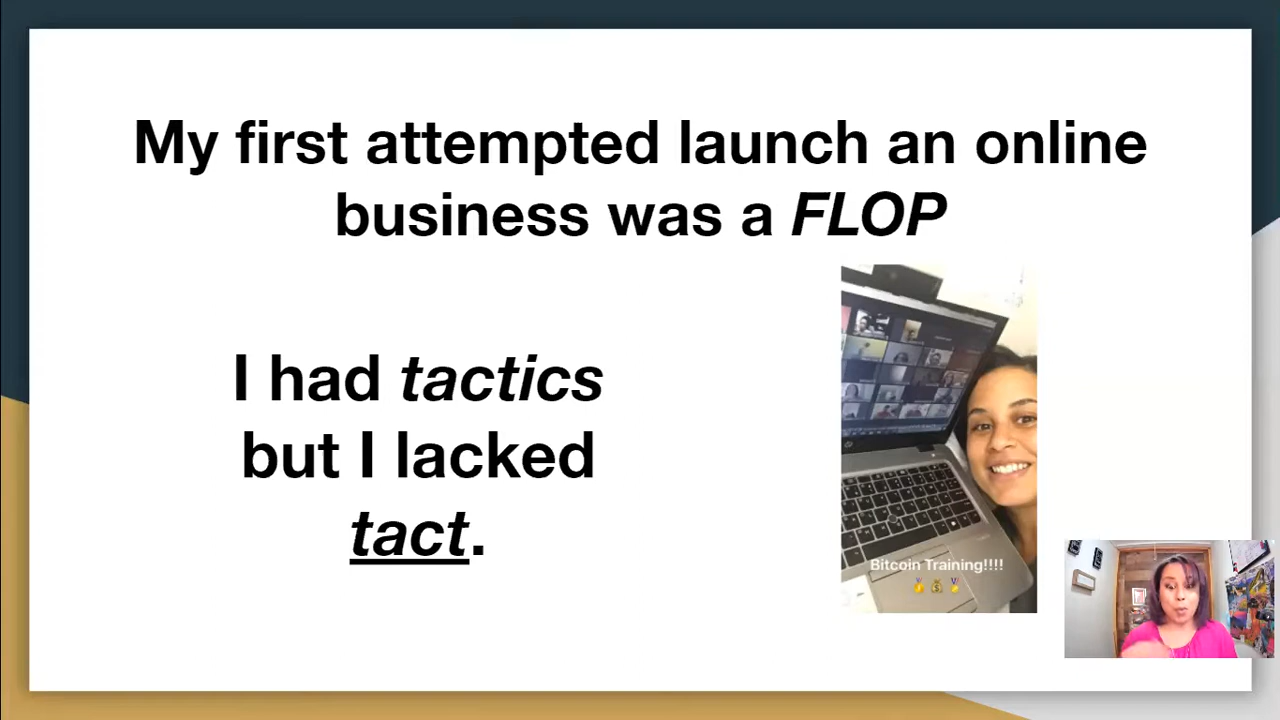 My first attempted launch an online
business was a FLOP
I had tactics
but I lacked
tact.
Bitcoin Training!!!!